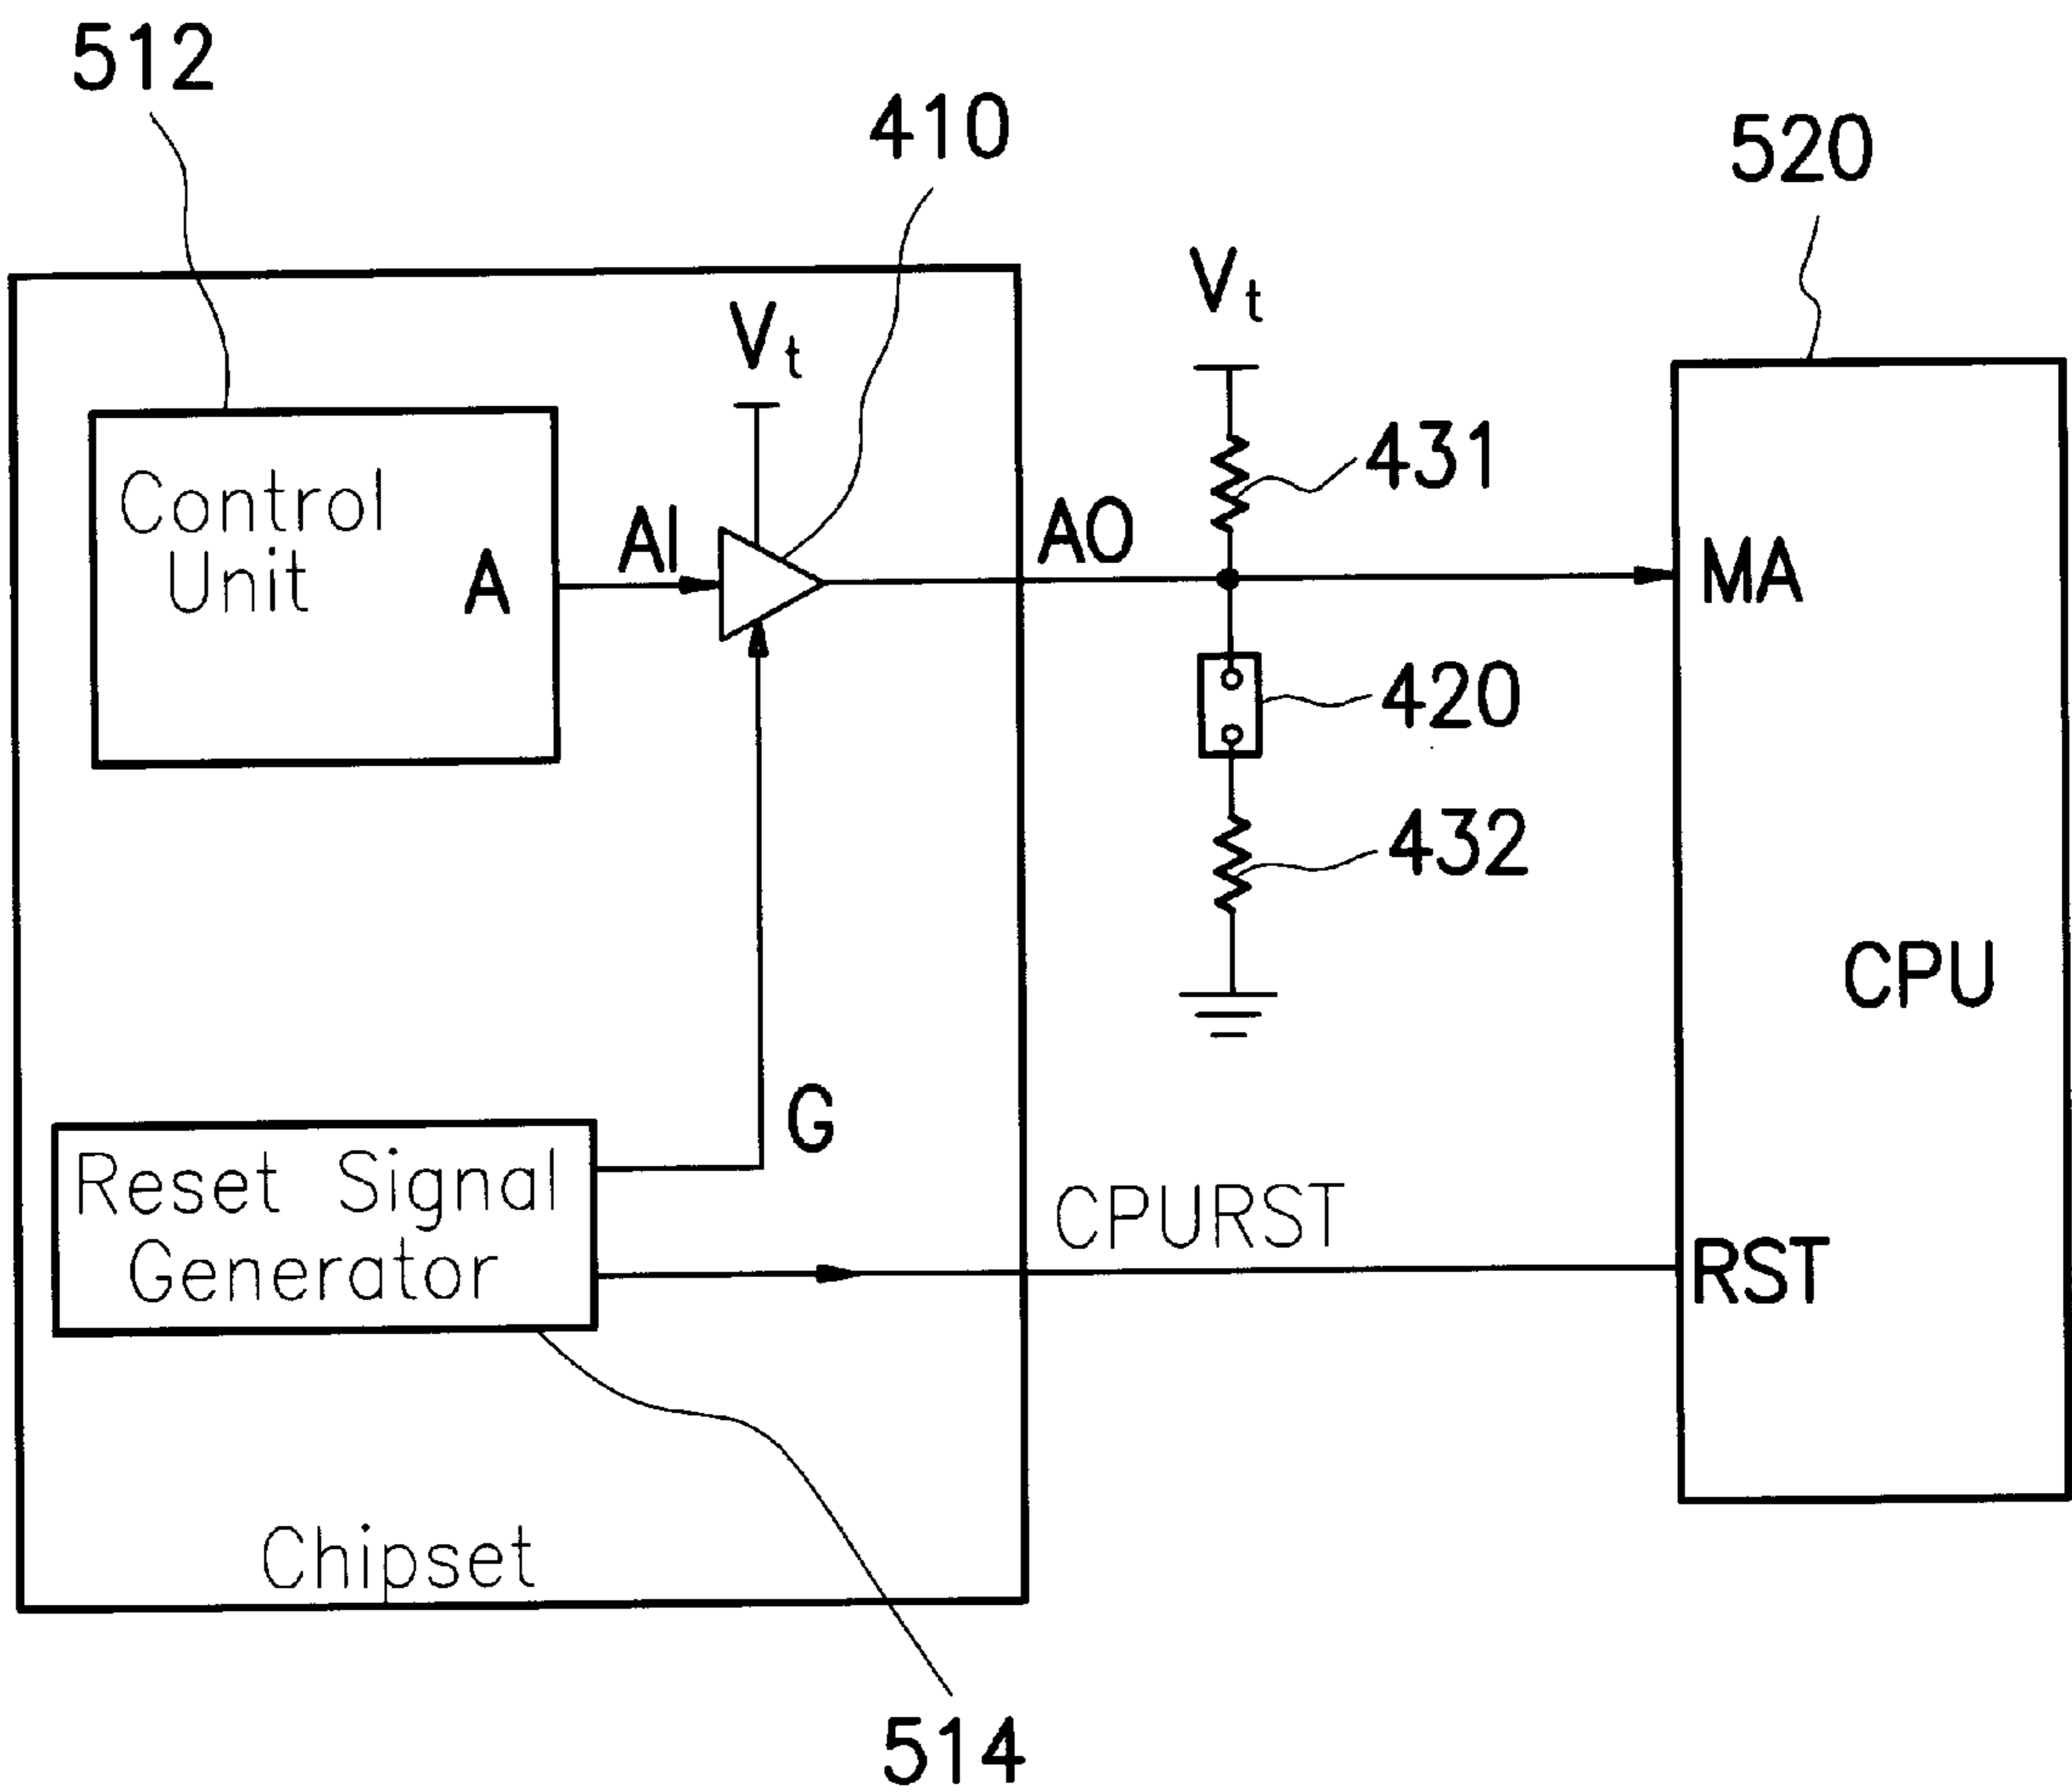 512
410
520
Vt
Vt
431
Control
Unit
A
AI
AO
MA
420
432
CPU
G
Reset Signal
Generator
CPURST
RST
Chipset
514